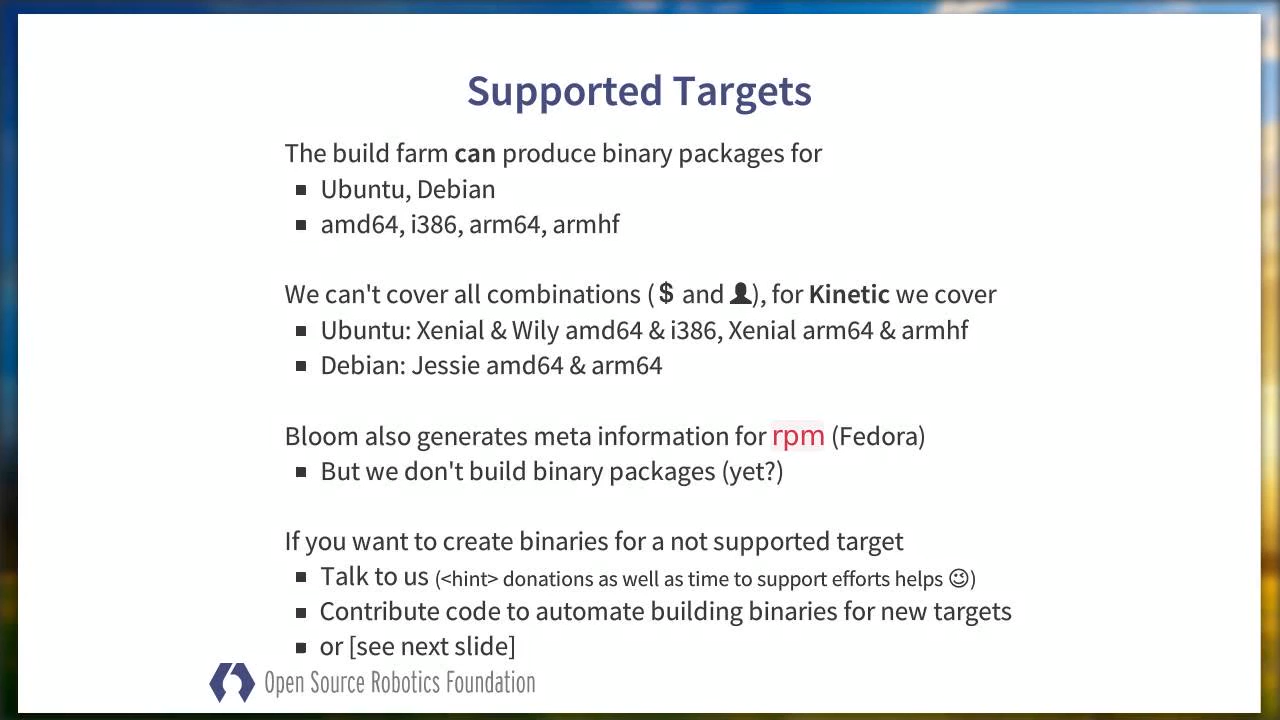 Supported Targets
The build farm can produce binary packages for
Ubuntu, Debian
amd64, i386, arm64, armhf
We can't cover all combinations ($ and 👤), for Kinetic we cover
Ubuntu: Xenial & Wily amd64 & i386, Xenial arm64 & armhf
Debian: Jessie amd64 & arm64
Bloom also generates meta information for rpm (Fedora)
But we don't build binary packages (yet?)
If you want to create binaries for a not supported target
Talk to us (<hint> donations as well as time to support efforts helps 😉)
Contribute code to automate building binaries for new targets
or [see next slide]
Open Source Robotics Foundation